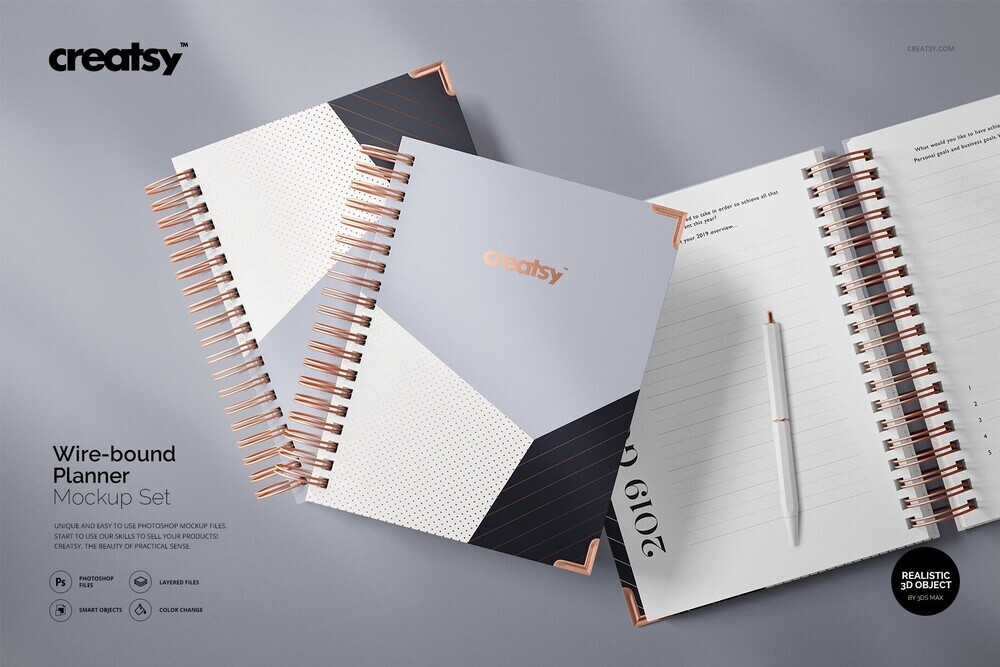 creatsy™
CREATSY.COM
What would you like to have achie
Personal goals and business goals.
ed to take in order to achieve all that
ant this year?
your 2019 overview...
creatsy™
1
2
3
4
5
2019 G
Wire-bound
Planner
Mockup Set
UNIQUE AND EASY TO USE PHOTOSHOP MOCKUP FILES.
START TO USE OUR SKILLS TO SELL YOUR PRODUCTS!
CREATSY, THE BEAUTY OF PRACTICAL SENSE.
Ps
PHOTOSHOP
FILES
LAYERED FILES
SMART OBJECTS
COLOR CHANGE
REALISTIC
3D OBJECT
BY 3DS MAX